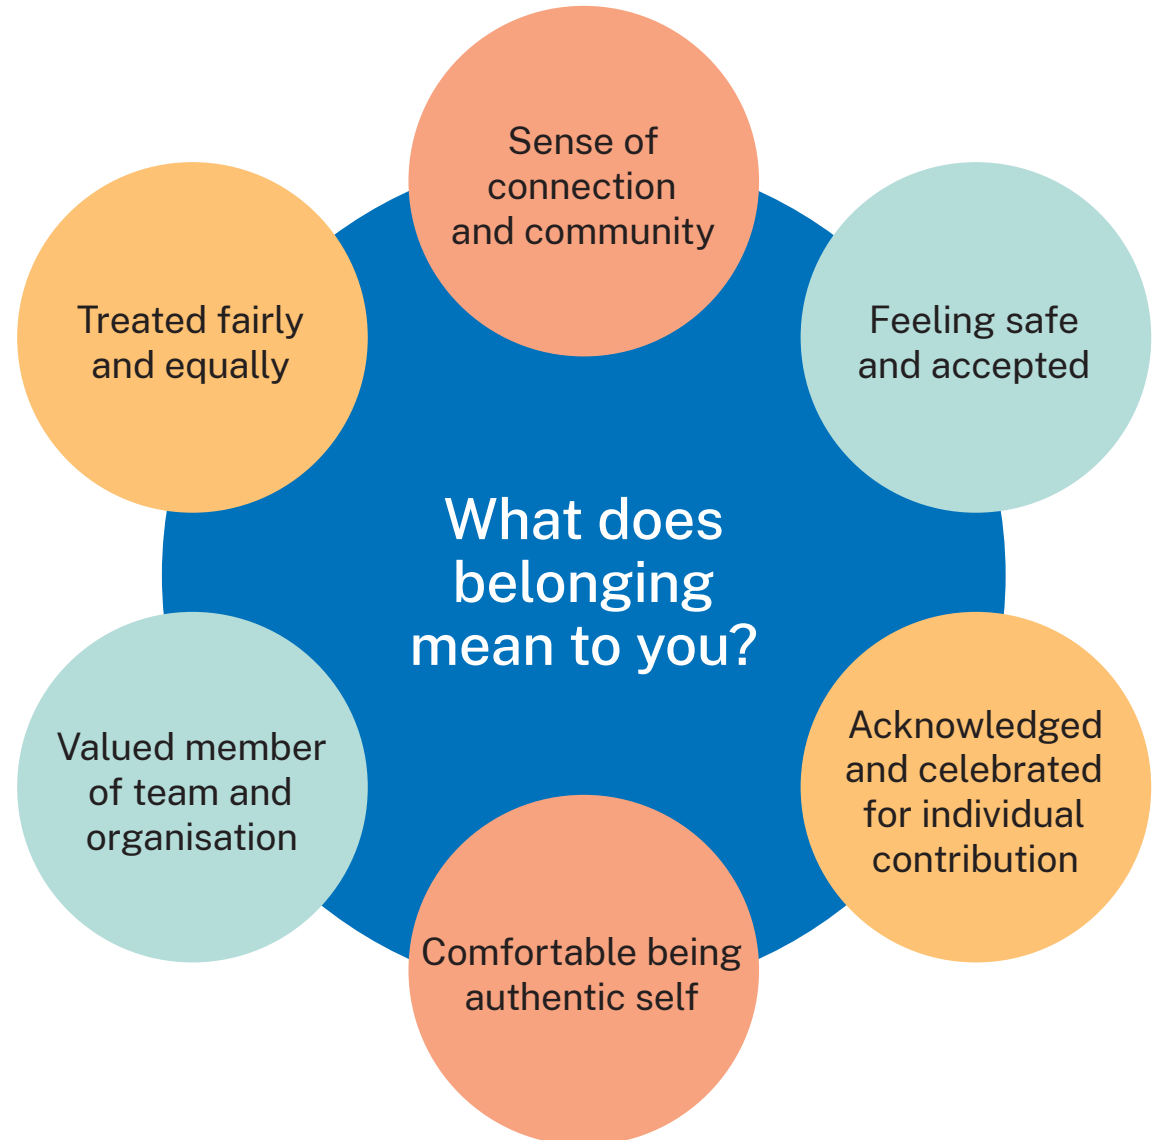 Sense of
connection
and community
Feeling safe
and accepted
Acknowledged
and celebrated
for individual
contribution
Comfortable being
authentic self
Valued member
of team and
organisation
Treated fairly
and equally
What does
belonging
mean to you?